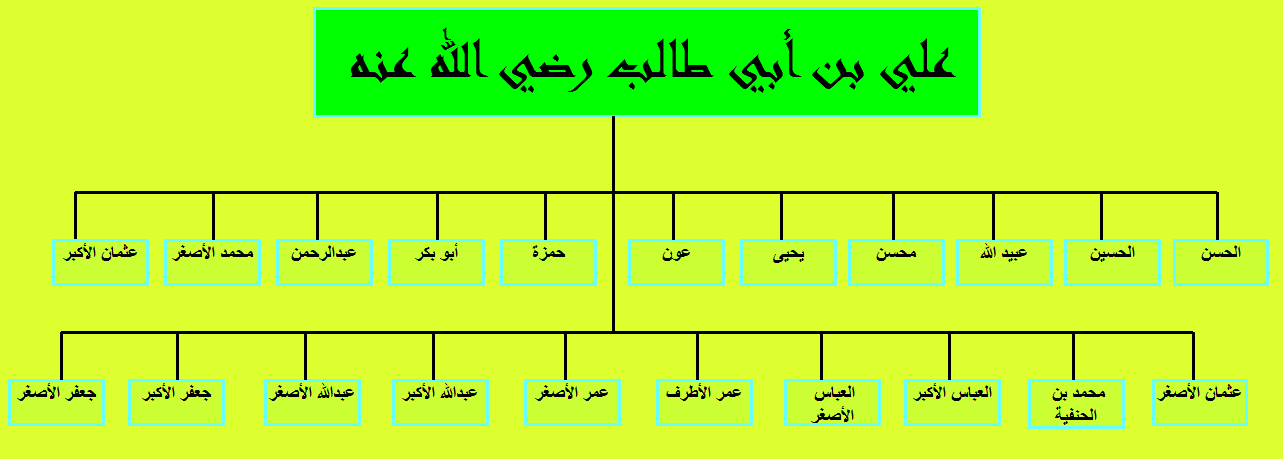 علي بن أبي طالب رضي الله عنه
الحسن
الحسين
عبيد الله
محسن
يحيى
عون
حمزة
أبو بكر
عبدالرحمن
محمد الأصغر
عثمان الأكبر
عثمان الأصغر
محمد بن
الحنفية
العباس الأكبر
العباس
الأصغر
عمر الأطرف
عمر الأصغر
عبدالله الأكبر
عبدالله الأصغر
جعفر الأكبر
جعفر الأصغر